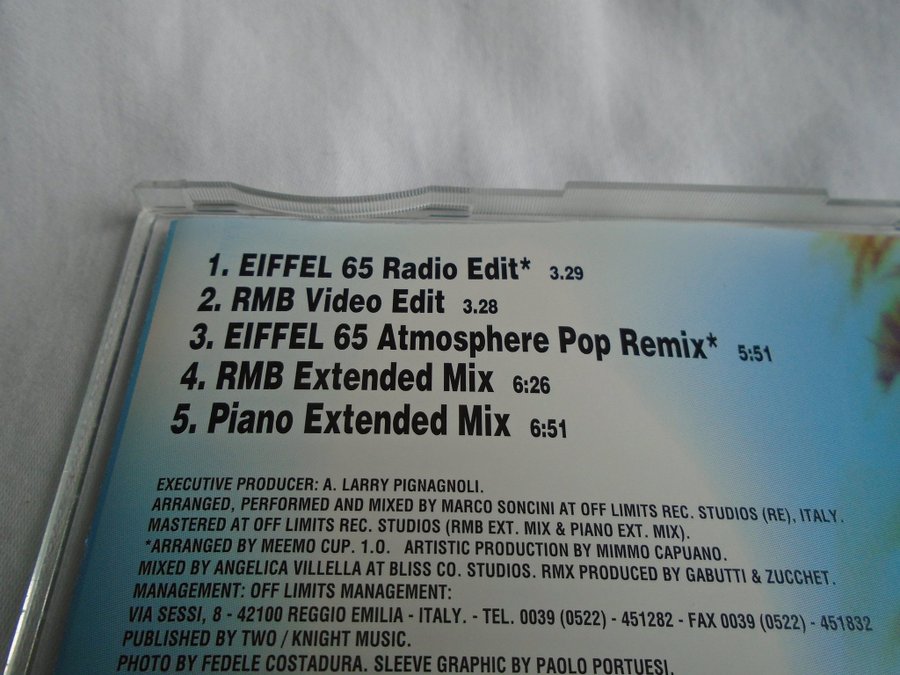 1. EIFFEL 65 Radio Edit* 3.29
2. RMB Video Edit 3.28
3. EIFFEL 65 Atmosphere Pop Remix* 5:51
4. RMB Extended Mix 6:26
5. Piano Extended Mix 6:51
EXECUTIVE PRODUCER: A. LARRY PIGNAGNOLI.
ARRANGED, PERFORMED AND MIXED BY MARCO SONCINI AT OFF LIMITS REC. STUDIOS (RE), ITALY.
MASTERED AT OFF LIMITS REC. STUDIOS (RMB EXT. MIX & PIANO EXT. MIX).
*ARRANGED BY MEEMO CUP. 1.0. ARTISTIC PRODUCTION BY MIMMO CAPUANO.
MIXED BY ANGELICA VILLELLA AT BLISS CO. STUDIOS. RMX PRODUCED BY GABUTTI & ZUCCHET.
MANAGEMENT: OFF LIMITS MANAGEMENT:
VIA SESSI, 8 - 42100 REGGIO EMILIA - ITALY. - TEL. 0039 (0522) - 451282 - FAX 0039 (0522) - 451832
PUBLISHED BY TWO / KNIGHT MUSIC.
PHOTO BY FEDELE COSTADURA. SLEEVE GRAPHIC BY PAOLO PORTUESI.